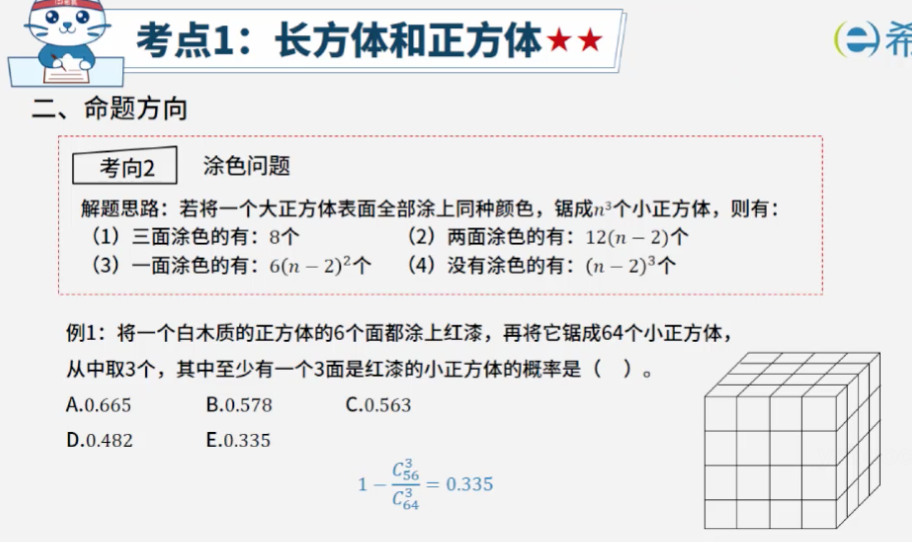 考点1：长方体和正方体★★
希
二、命题方向
考向2 涂色问题
解题思路：若将一个大正方体表面全部涂上同种颜色，锯成n³个小正方体，则有：
（1）三面涂色的有：8个 （2）两面涂色的有：12(n − 2)个
（3）一面涂色的有：6(n − 2)²个 （4）没有涂色的有：(n − 2)³个
例1：将一个白木质的正方体的6个面都涂上红漆，再将它锯成64个小正方体，
从中取3个，其中至少有一个3面是红漆的小正方体的概率是（ ）。
A.0.665 B.0.578 C.0.563
D.0.482 E.0.335
1 − C³₅₆/C³₆₄ = 0.335